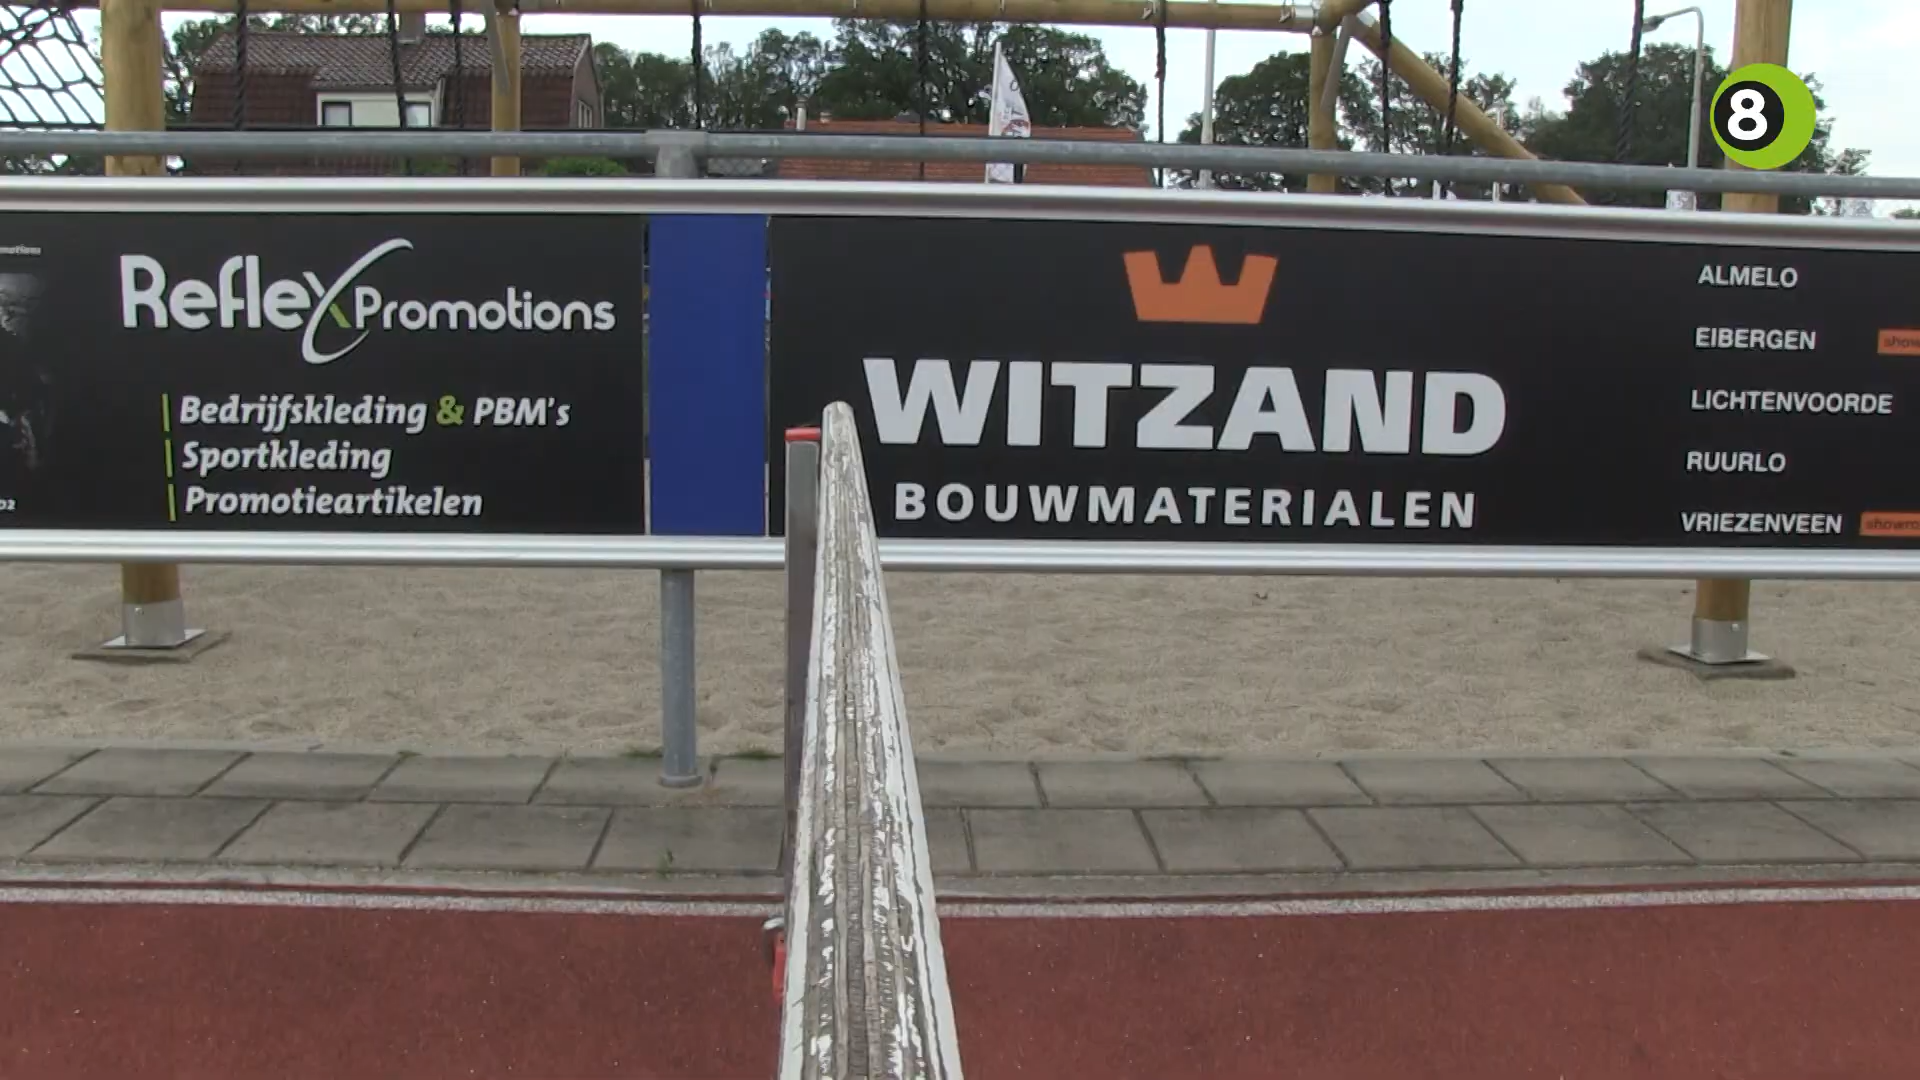 8
Reflex Promotions
Bedrijfskleding & PBM's
Sportkleding
Promotieartikelen
WITZAND
BOUWMATERIALEN
ALMELO
EIBERGEN
LICHTENVOORDE
RUURLO
VRIEZENVEEN